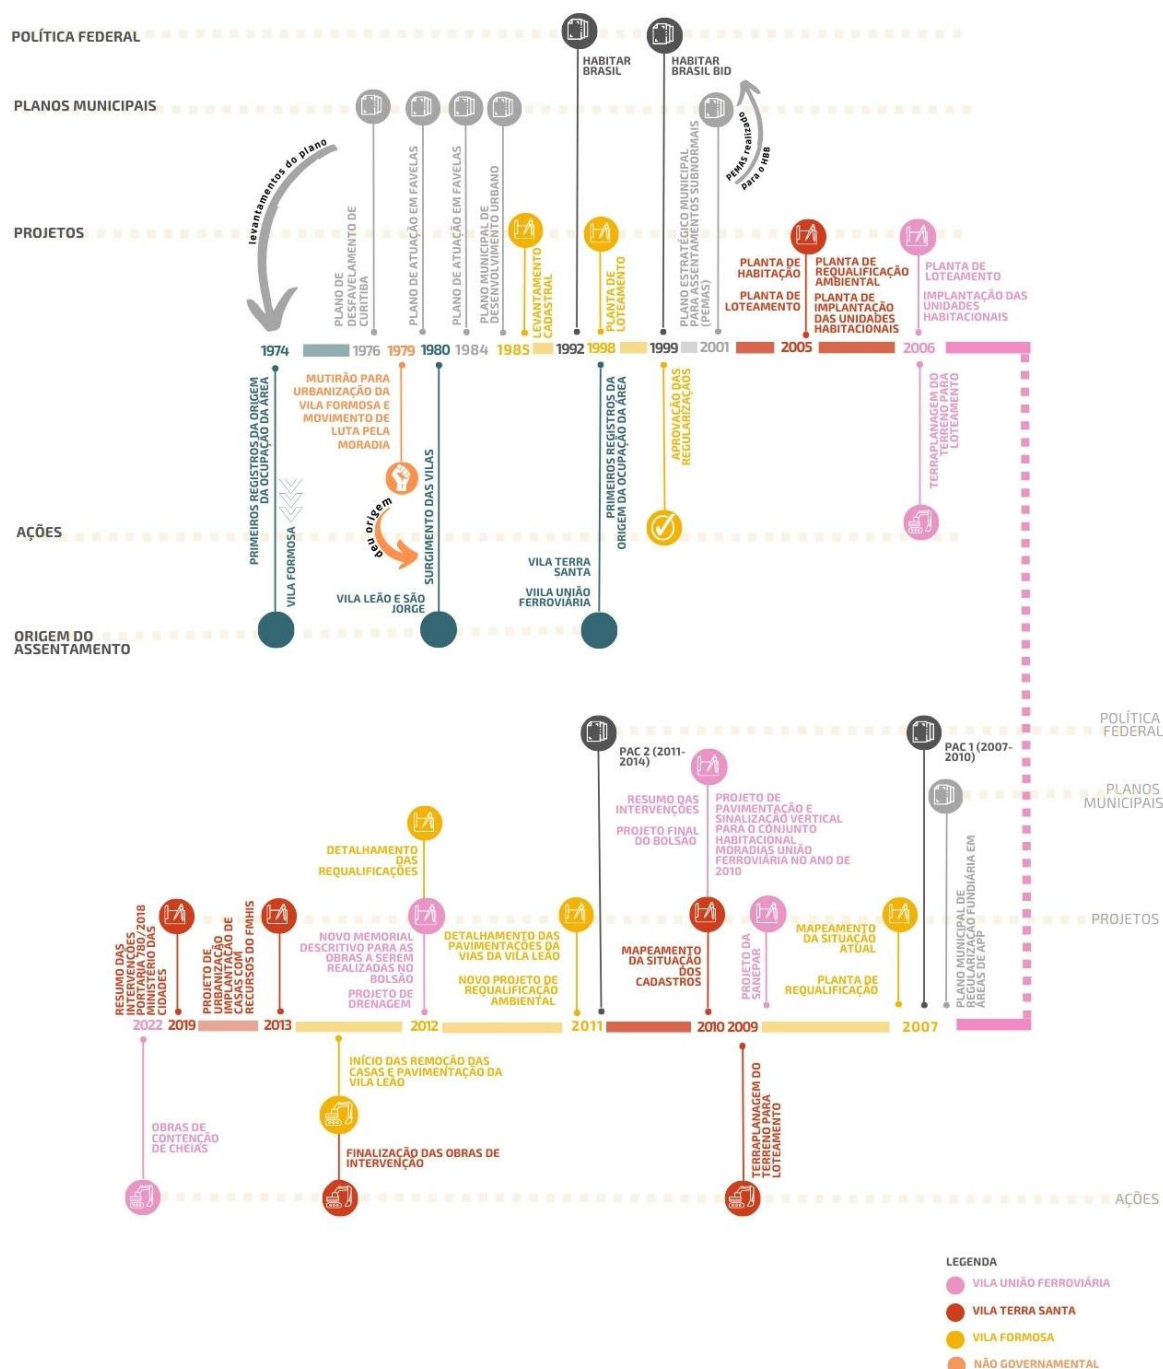 POLÍTICA FEDERAL
HABITAR
BRASIL
HABITAR
BRASIL BID
PLANOS MUNICIPAIS
levantamentos do plano
PEMAS realizado
para o HBB
PROJETOS
PLANO DE
DESFAVELAMENTO DE
CURITIBA
PLANO DE ATUAÇÃO EM FAVELAS
PLANO DE ATUAÇÃO EM FAVELAS
PLANO MUNICIPAL DE
DESENVOLVIMENTO URBANO
LEVANTAMENTO
CADASTRAL
PLANTA DE
LOTEAMENTO
PLANO ESTRATÉGICO MUNICIPAL
PARA ASSENTAMENTOS SUBNORMAIS
(PEMAS)
PLANTA DE
HABITAÇÃO
PLANTA DE
LOTEAMENTO
PLANTA DE
REQUALIFICAÇÃO
AMBIENTAL
PLANTA DE
IMPLANTAÇÃO
DAS UNIDADES
HABITACIONAIS
PLANTA DE
LOTEAMENTO
IMPLANTAÇÃO DAS
UNIDADES
HABITACIONAIS
1974 1976 1979 1980 1984 1985 1992 1998 1999 2001 2005 2006
PRIMEIROS REGISTROS DA ORIGEM
DA OCUPAÇÃO DA ÁREA
VILA FORMOSA
MUTIRÃO PARA
URBANIZAÇÃO DA
VILA FORMOSA E
MOVIMENTO DE
LUTA PELA
MORADIA
deu origem
SURGIMENTO DAS VILAS
VILA LEÃO E SÃO
JORGE
PRIMEIROS REGISTROS DA
ORIGEM DA OCUPAÇÃO DA ÁREA
VILA TERRA
SANTA
VIILA UNIÃO
FERROVIÁRIA
APROVAÇÃO DAS
REGULARIZAÇÃOS
TERRAPLANAGEM DO
TERRENO PARA
LOTEAMENTO
AÇÕES
ORIGEM DO
ASSENTAMENTO
POLÍTICA
FEDERAL
PAC 2 (2011-
2014)
PAC 1 (2007-
2010)
PLANOS
MUNICIPAIS
RESUMO DAS
INTERVENÇÕES
PROJETO FINAL
DO BOLSÃO
PROJETO DE
PAVIMENTAÇÃO E
SINALIZAÇÃO VERTICAL
PARA O CONJUNTO
HABITACIONAL
MORADIAS UNIÃO
FERROVIÁRIA NO ANO DE
2010
DETALHAMENTO
DAS
REQUALIFICAÇÕES
PROJETOS
RESUMO DAS
INTERVENÇÕES
PORTARIA 780/2018
MINISTÉRIO DAS
CIDADES
PROJETO DE
URBANIZAÇÃO
IMPLANTAÇÃO DE
CASAS COM
RECURSOS DO FMHIS
NOVO MEMORIAL
DESCRITIVO PARA AS
OBRAS A SEREM
REALIZADAS NO
BOLSÃO
PROJETO DE
DRENAGEM
DETALHAMENTO DAS
PAVIMENTAÇÕES DA
VIAS DA VILA LEÃO
NOVO PROJETO DE
REQUALIFICAÇÃO
AMBIENTAL
MAPEAMENTO
DA SITUAÇÃO
DOS
CADASTROS
PROJETO DA
SANEPAR
MAPEAMENTO
DA SITUAÇÃO
ATUAL
PLANTA DE
REQUALIFICAÇÃO
PLANO MUNICIPAL DE
REGULARIZAÇÃO FUNDIÁRIA EM
ÁREAS DE APP
2022 2019 2013 2012 2011 2010 2009 2007
INÍCIO DAS REMOÇÃO DAS
CASAS E PAVIMENTAÇÃO DA
VILA LEÃO
OBRAS DE
CONTENÇÃO
DE CHEIAS
FINALIZAÇÃO DAS OBRAS DE
INTERVENÇÃO
TERRAPLANAGEM DO
TERRENO PARA
LOTEAMENTO
AÇÕES
LEGENDA
VILA UNIÃO FERROVIÁRIA
VILA TERRA SANTA
VILA FORMOSA
NÃO GOVERNAMENTAL